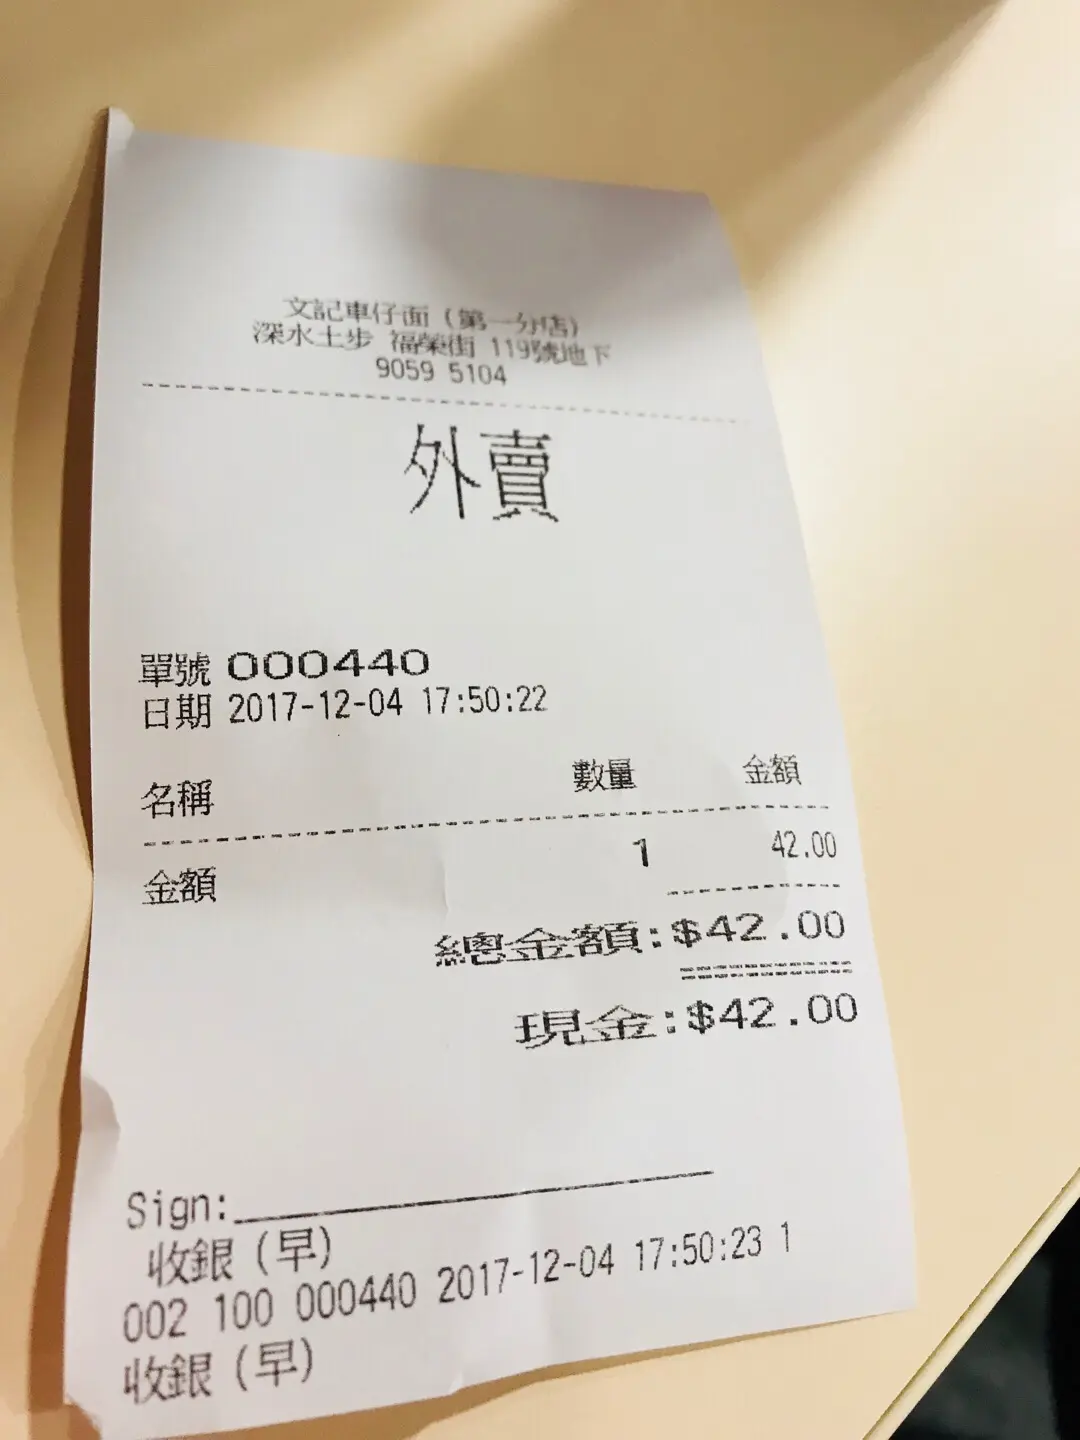 文記車仔面（第一分店）
深水土步 福榮街 119號地下
9059 5104
外賣
單號 000440
日期 2017-12-04 17:50:22
名稱 數量 金額
金額 1 42.00
總金額:$42.00
現金:$42.00
Sign:
收銀（早）
002 100 000440 2017-12-04 17:50:23 1
收銀（早）